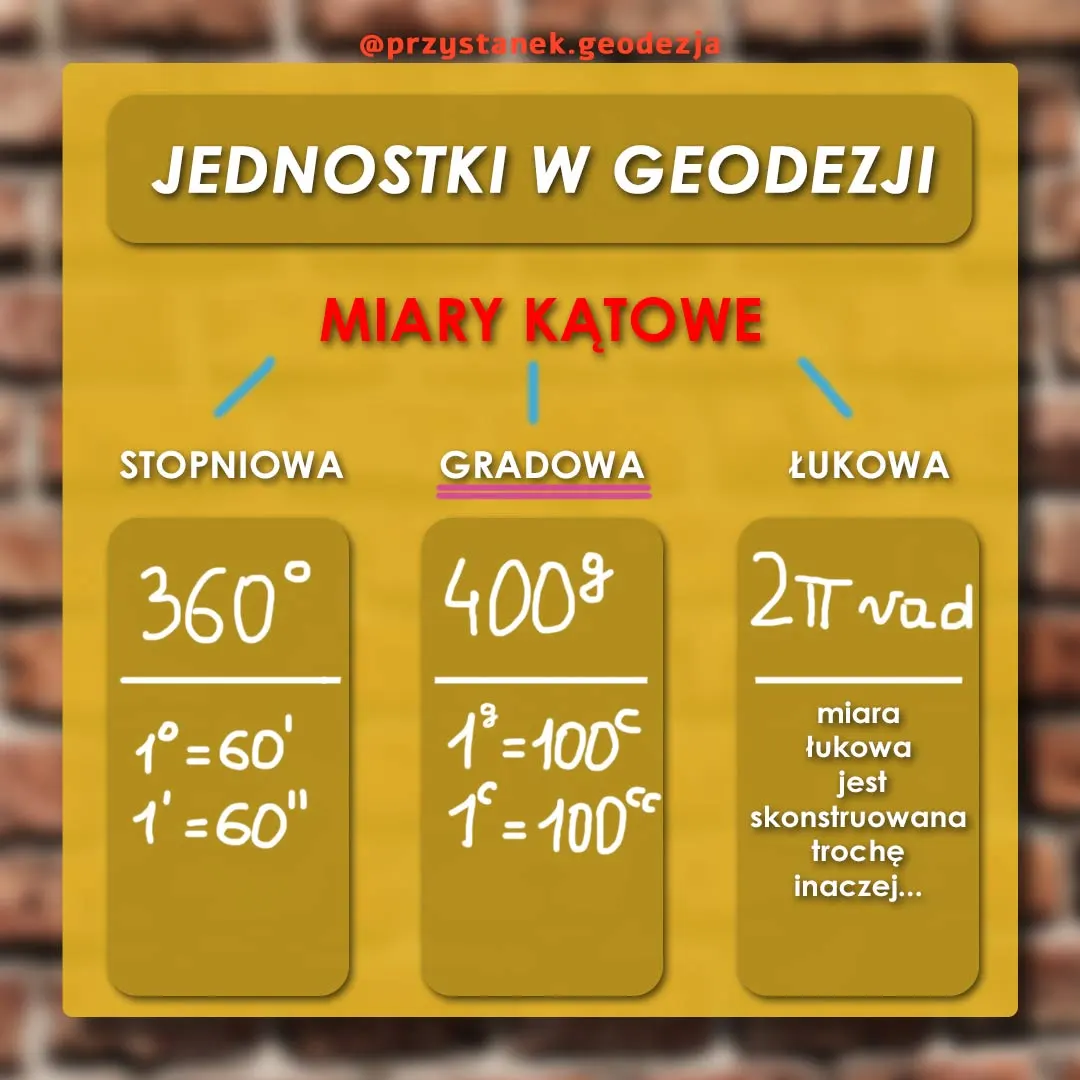 @przystanek.geodezja
JEDNOSTKI W GEODEZJI
MIARY KĄTOWE
STOPNIOWA
360°
1° = 60'
1' = 60"
GRADOWA
400ᵍ
1ᵍ = 100ᶜ
1ᶜ = 100ᶜᶜ
ŁUKOWA
2π rad
miara
łukowa
jest
skonstruowana
trochę
inaczej...